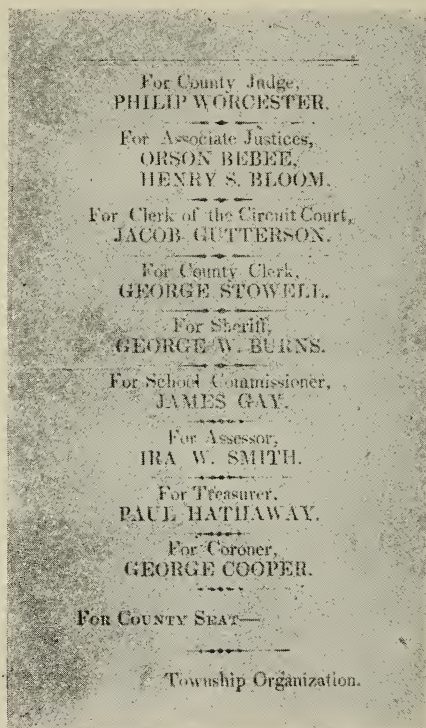 For County Judge,
PHILIP WORCESTER.
For Associate Justices,
ORSON BEBEE,
HENRY S. BLOOM.
For Clerk of the Circuit Court,
JACOB GUTTERSON.
For County Clerk,
GEORGE STOWELL.
For Sheriff,
GEORGE W. BURNS.
For School Commissioner,
JAMES GAY.
For Assessor,
IRA W. SMITH.
For Treasurer.
PAUL HATHAWAY.
For Coroner,
GEORGE COOPER.
FOR COUNTY SEAT—
Township Organization.